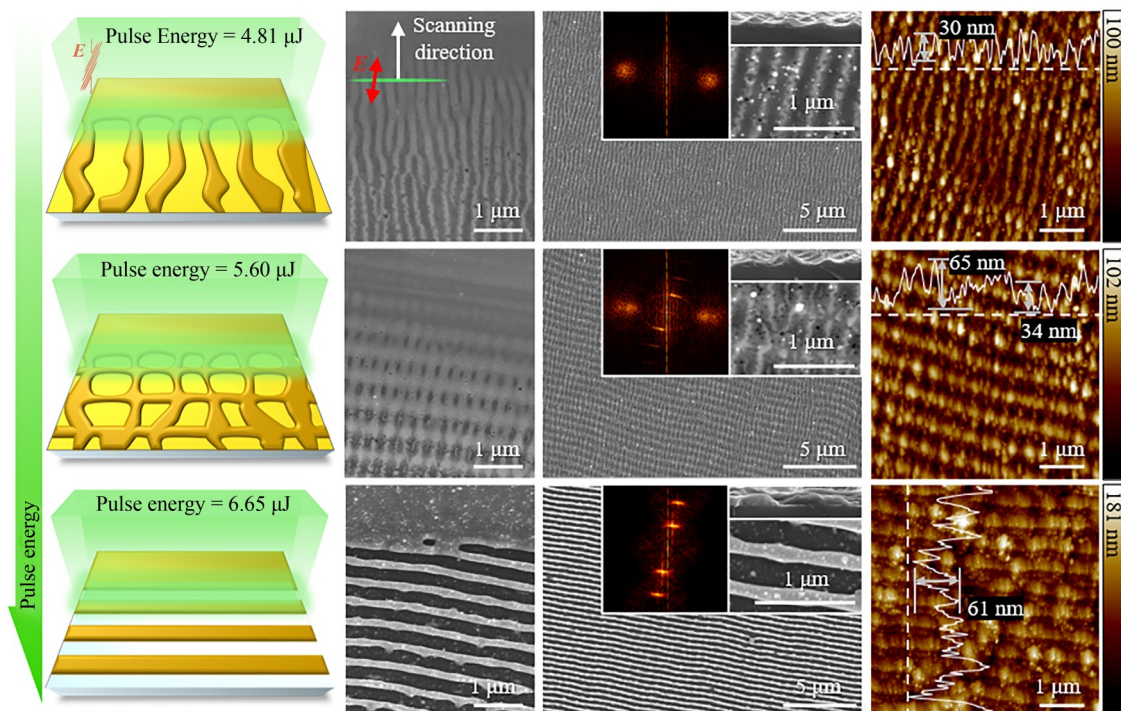 Pulse Energy = 4.81 μJ
E
Scanning
direction
E
1 μm
1 μm
5 μm
30 nm
1 μm
100 nm
Pulse energy = 5.60 μJ
1 μm
1 μm
5 μm
65 nm
34 nm
1 μm
102 nm
Pulse energy = 6.65 μJ
1 μm
1 μm
5 μm
61 nm
1 μm
181 nm
Pulse energy